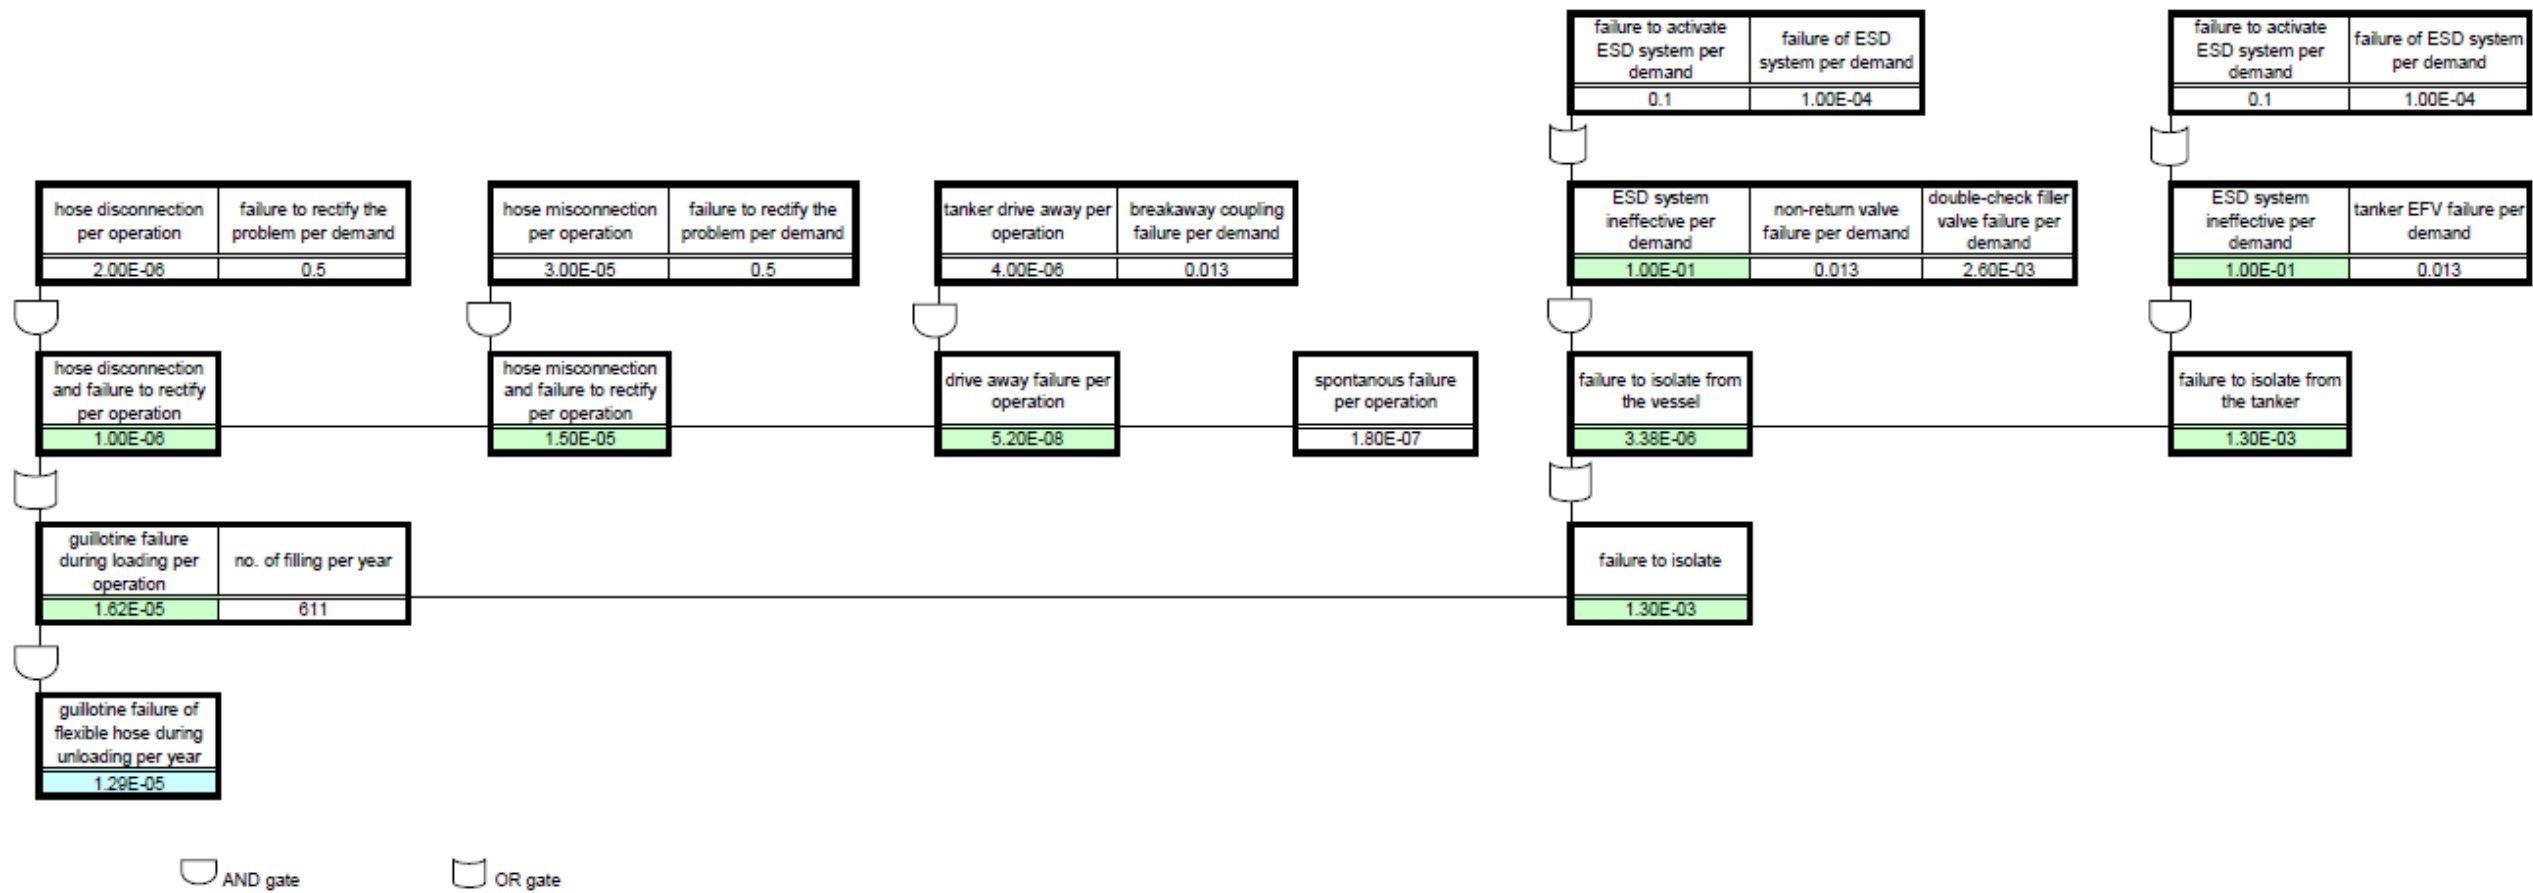 failure to activate
ESD system per
demand
0.1
failure of ESD
system per demand
1.00E-04
failure to activate
ESD system per
demand
0.1
failure of ESD system
per demand
1.00E-04
hose disconnection
per operation
2.00E-06
failure to rectify the
problem per demand
0.5
hose misconnection
per operation
3.00E-05
failure to rectify the
problem per demand
0.5
tanker drive away per
operation
4.00E-06
breakaway coupling
failure per demand
0.013
ESD system
ineffective per
demand
1.00E-01
non-return valve
failure per demand
0.013
double-check filler
valve failure per
demand
2.60E-03
ESD system
ineffective per
demand
1.00E-01
tanker EFV failure per
demand
0.013
hose disconnection
and failure to rectify
per operation
1.00E-06
hose misconnection
and failure to rectify
per operation
1.50E-05
drive away failure per
operation
5.20E-08
spontanous failure
per operation
1.80E-07
failure to isolate from
the vessel
3.38E-06
failure to isolate from
the tanker
1.30E-03
guillotine failure
during loading per
operation
1.62E-05
no. of filling per year
611
failure to isolate
1.30E-03
guillotine failure of
flexible hose during
unloading per year
1.29E-05
AND gate
OR gate